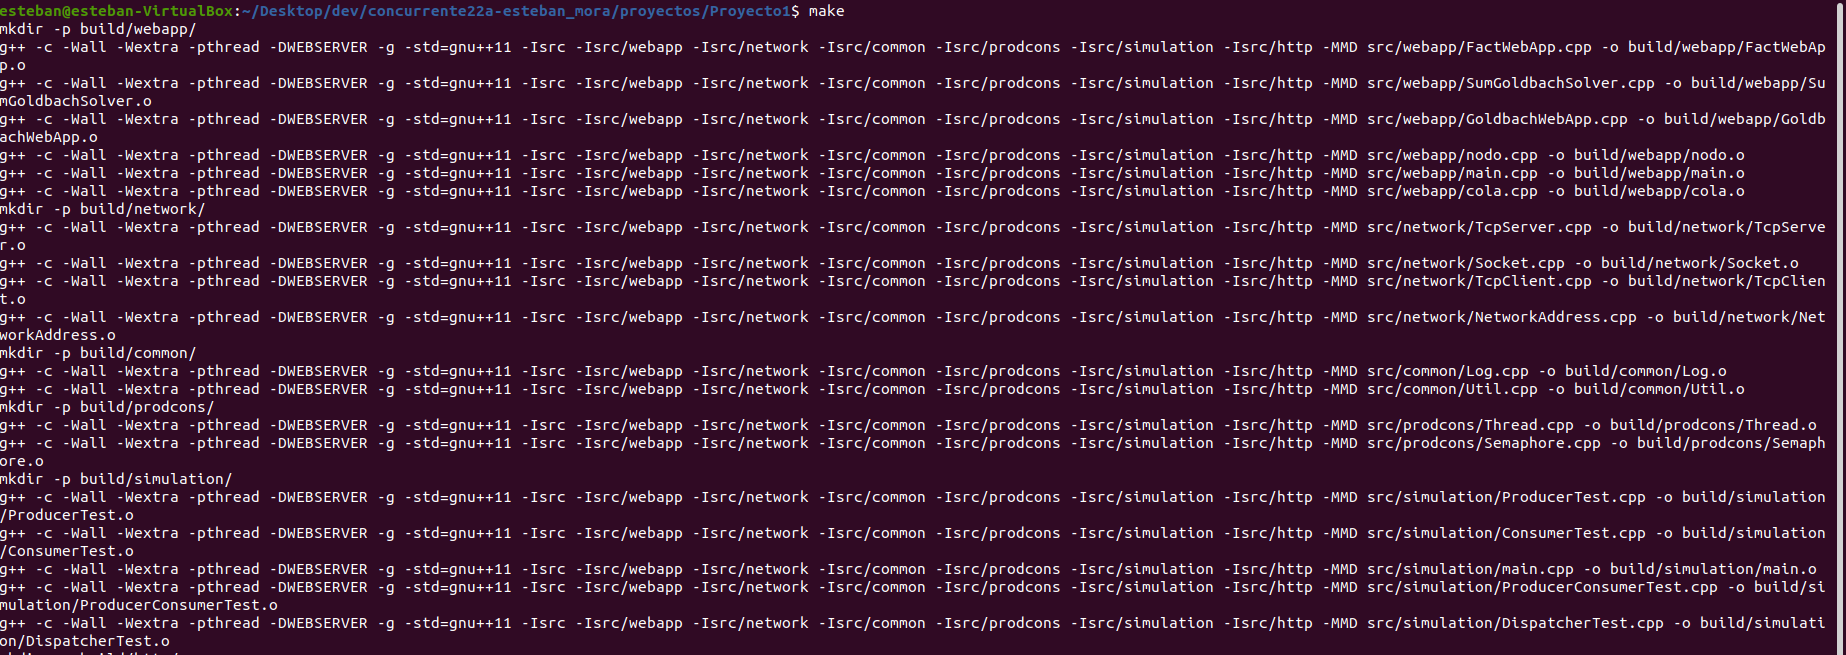 esteban@esteban-VirtualBox:~/Desktop/dev/concurrente22a-esteban_mora/proyectos/Proyecto1$ make
mkdir -p build/webapp/
g++ -c -Wall -Wextra -pthread -DWEBSERVER -g -std=gnu++11 -Isrc -Isrc/webapp -Isrc/network -Isrc/common -Isrc/prodcons -Isrc/simulation -Isrc/http -MMD src/webapp/FactWebApp.cpp -o build/webapp/FactWebAp
p.o
g++ -c -Wall -Wextra -pthread -DWEBSERVER -g -std=gnu++11 -Isrc -Isrc/webapp -Isrc/network -Isrc/common -Isrc/prodcons -Isrc/simulation -Isrc/http -MMD src/webapp/SumGoldbachSolver.cpp -o build/webapp/Su
mGoldbachSolver.o
g++ -c -Wall -Wextra -pthread -DWEBSERVER -g -std=gnu++11 -Isrc -Isrc/webapp -Isrc/network -Isrc/common -Isrc/prodcons -Isrc/simulation -Isrc/http -MMD src/webapp/GoldbachWebApp.cpp -o build/webapp/Goldb
achWebApp.o
g++ -c -Wall -Wextra -pthread -DWEBSERVER -g -std=gnu++11 -Isrc -Isrc/webapp -Isrc/network -Isrc/common -Isrc/prodcons -Isrc/simulation -Isrc/http -MMD src/webapp/nodo.cpp -o build/webapp/nodo.o
g++ -c -Wall -Wextra -pthread -DWEBSERVER -g -std=gnu++11 -Isrc -Isrc/webapp -Isrc/network -Isrc/common -Isrc/prodcons -Isrc/simulation -Isrc/http -MMD src/webapp/main.cpp -o build/webapp/main.o
g++ -c -Wall -Wextra -pthread -DWEBSERVER -g -std=gnu++11 -Isrc -Isrc/webapp -Isrc/network -Isrc/common -Isrc/prodcons -Isrc/simulation -Isrc/http -MMD src/webapp/cola.cpp -o build/webapp/cola.o
mkdir -p build/network/
g++ -c -Wall -Wextra -pthread -DWEBSERVER -g -std=gnu++11 -Isrc -Isrc/webapp -Isrc/network -Isrc/common -Isrc/prodcons -Isrc/simulation -Isrc/http -MMD src/network/TcpServer.cpp -o build/network/TcpServe
r.o
g++ -c -Wall -Wextra -pthread -DWEBSERVER -g -std=gnu++11 -Isrc -Isrc/webapp -Isrc/network -Isrc/common -Isrc/prodcons -Isrc/simulation -Isrc/http -MMD src/network/Socket.cpp -o build/network/Socket.o
g++ -c -Wall -Wextra -pthread -DWEBSERVER -g -std=gnu++11 -Isrc -Isrc/webapp -Isrc/network -Isrc/common -Isrc/prodcons -Isrc/simulation -Isrc/http -MMD src/network/TcpClient.cpp -o build/network/TcpClien
t.o
g++ -c -Wall -Wextra -pthread -DWEBSERVER -g -std=gnu++11 -Isrc -Isrc/webapp -Isrc/network -Isrc/common -Isrc/prodcons -Isrc/simulation -Isrc/http -MMD src/network/NetworkAddress.cpp -o build/network/Net
workAddress.o
mkdir -p build/common/
g++ -c -Wall -Wextra -pthread -DWEBSERVER -g -std=gnu++11 -Isrc -Isrc/webapp -Isrc/network -Isrc/common -Isrc/prodcons -Isrc/simulation -Isrc/http -MMD src/common/Log.cpp -o build/common/Log.o
g++ -c -Wall -Wextra -pthread -DWEBSERVER -g -std=gnu++11 -Isrc -Isrc/webapp -Isrc/network -Isrc/common -Isrc/prodcons -Isrc/simulation -Isrc/http -MMD src/common/Util.cpp -o build/common/Util.o
mkdir -p build/prodcons/
g++ -c -Wall -Wextra -pthread -DWEBSERVER -g -std=gnu++11 -Isrc -Isrc/webapp -Isrc/network -Isrc/common -Isrc/prodcons -Isrc/simulation -Isrc/http -MMD src/prodcons/Thread.cpp -o build/prodcons/Thread.o
g++ -c -Wall -Wextra -pthread -DWEBSERVER -g -std=gnu++11 -Isrc -Isrc/webapp -Isrc/network -Isrc/common -Isrc/prodcons -Isrc/simulation -Isrc/http -MMD src/prodcons/Semaphore.cpp -o build/prodcons/Semaph
ore.o
mkdir -p build/simulation/
g++ -c -Wall -Wextra -pthread -DWEBSERVER -g -std=gnu++11 -Isrc -Isrc/webapp -Isrc/network -Isrc/common -Isrc/prodcons -Isrc/simulation -Isrc/http -MMD src/simulation/ProducerTest.cpp -o build/simulation
/ProducerTest.o
g++ -c -Wall -Wextra -pthread -DWEBSERVER -g -std=gnu++11 -Isrc -Isrc/webapp -Isrc/network -Isrc/common -Isrc/prodcons -Isrc/simulation -Isrc/http -MMD src/simulation/ConsumerTest.cpp -o build/simulation
/ConsumerTest.o
g++ -c -Wall -Wextra -pthread -DWEBSERVER -g -std=gnu++11 -Isrc -Isrc/webapp -Isrc/network -Isrc/common -Isrc/prodcons -Isrc/simulation -Isrc/http -MMD src/simulation/main.cpp -o build/simulation/main.o
g++ -c -Wall -Wextra -pthread -DWEBSERVER -g -std=gnu++11 -Isrc -Isrc/webapp -Isrc/network -Isrc/common -Isrc/prodcons -Isrc/simulation -Isrc/http -MMD src/simulation/ProducerConsumerTest.cpp -o build/si
mulation/ProducerConsumerTest.o
g++ -c -Wall -Wextra -pthread -DWEBSERVER -g -std=gnu++11 -Isrc -Isrc/webapp -Isrc/network -Isrc/common -Isrc/prodcons -Isrc/simulation -Isrc/http -MMD src/simulation/DispatcherTest.cpp -o build/simulati
on/DispatcherTest.o